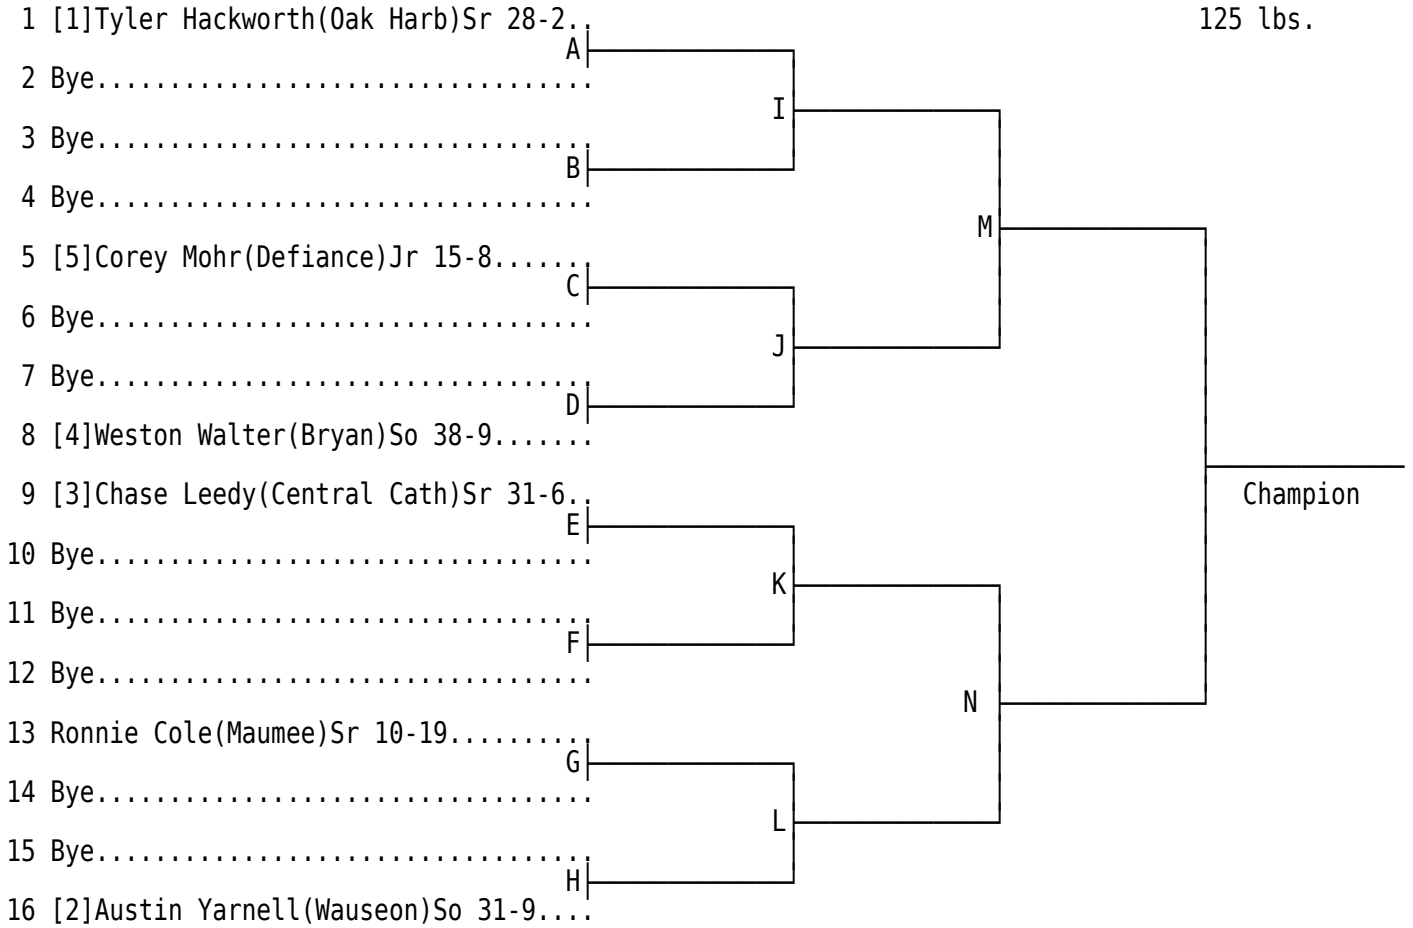 1 [1]Tyler Hackworth(Oak Harb)Sr 28-2..
125 lbs.
A
2 Bye..................................
I
3 Bye..................................
B
4 Bye..................................
M
5 [5]Corey Mohr(Defiance)Jr 15-8.......
C
6 Bye..................................
J
7 Bye..................................
D
8 [4]Weston Walter(Bryan)So 38-9.......
9 [3]Chase Leedy(Central Cath)Sr 31-6..
Champion
E
10 Bye..................................
K
11 Bye..................................
F
12 Bye..................................
N
13 Ronnie Cole(Maumee)Sr 10-19..........
G
14 Bye..................................
L
15 Bye..................................
H
16 [2]Austin Yarnell(Wauseon)So 31-9....